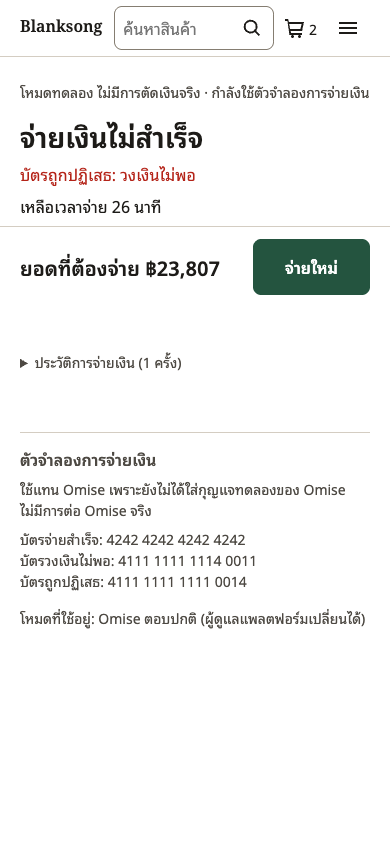 Blanksong
ค้นหาสินค้า
2
โหมดทดลอง ไม่มีการตัดเงินจริง · กำลังใช้ตัวจำลองการจ่ายเงิน
จ่ายเงินไม่สำเร็จ
บัตรถูกปฏิเสธ: วงเงินไม่พอ
เหลือเวลาจ่าย 26 นาที
ยอดที่ต้องจ่าย ฿23,807
จ่ายใหม่
ประวัติการจ่ายเงิน (1 ครั้ง)
ตัวจำลองการจ่ายเงิน
ใช้แทน Omise เพราะยังไม่ได้ใส่กุญแจทดลองของ Omise
ไม่มีการต่อ Omise จริง
บัตรจ่ายสำเร็จ: 4242 4242 4242 4242
บัตรวงเงินไม่พอ: 4111 1111 1114 0011
บัตรถูกปฏิเสธ: 4111 1111 1111 0014
โหมดที่ใช้อยู่: Omise ตอบปกติ (ผู้ดูแลแพลตฟอร์มเปลี่ยนได้)